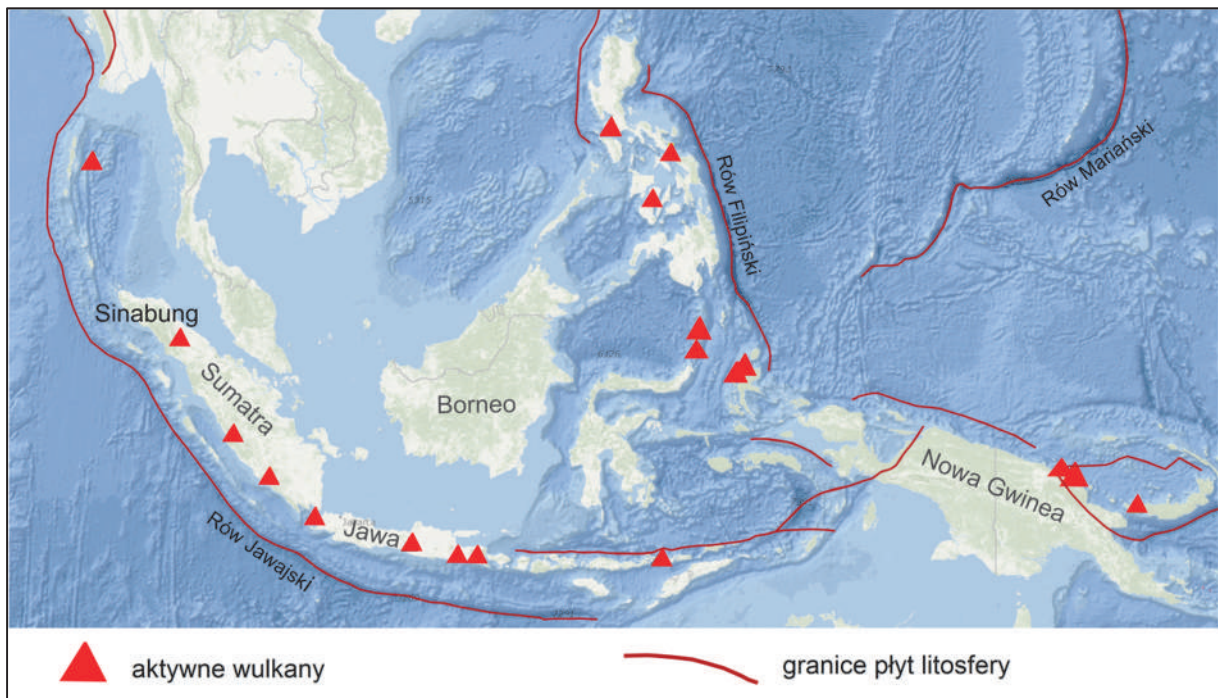 Rów Mariański
Rów Filipiński
Sinabung
Sumatra
Borneo
Nowa Gwinea
Jawa
Rów Jawajski
aktywne wulkany
granice płyt litosfery